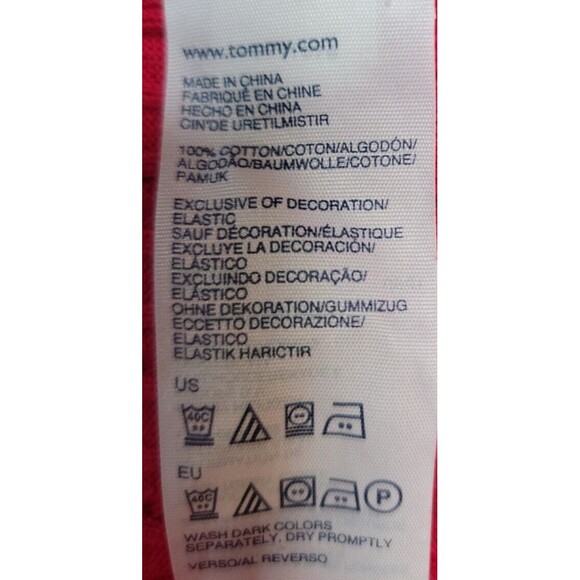 www.tommy.com
MADE IN CHINA
FABRIQUÉ EN CHINE
HECHO EN CHINA
CIN'DE URETILMISTIR
100% COTTON/COTON/ALGODÓN/
ALGODÃO/BAUMWOLLE/COTONE/
PAMUK
EXCLUSIVE OF DECORATION/
ELASTIC
SAUF DÉCORATION/ÉLASTIQUE
EXCLUYE LA DECORACIÓN/
ELÁSTICO
EXCLUINDO DECORAÇÃO/
ELÁSTICO
OHNE DEKORATION/GUMMIZUG
ECCETTO DECORAZIONE/
ELASTICO
ELASTIK HARICTIR
US
40C
EU
40C
P
WASH DARK COLORS
SEPARATELY, DRY PROMPTLY
VERSO/AL REVERSO